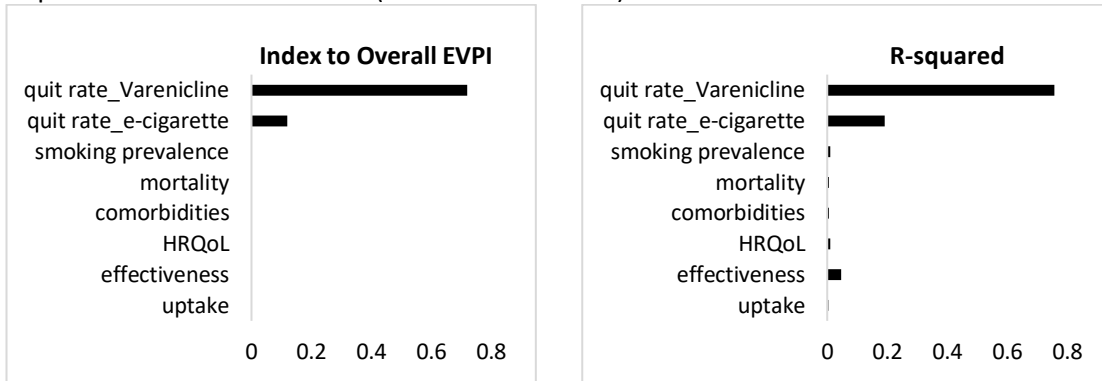 Index to Overall EVPI
quit rate_Varenicline
quit rate_e-cigarette
smoking prevalence
mortality
comorbidities
HRQoL
effectiveness
uptake
0 0.2 0.4 0.6 0.8
R-squared
quit rate_Varenicline
quit rate_e-cigarette
smoking prevalence
mortality
comorbidities
HRQoL
effectiveness
uptake
0 0.2 0.4 0.6 0.8